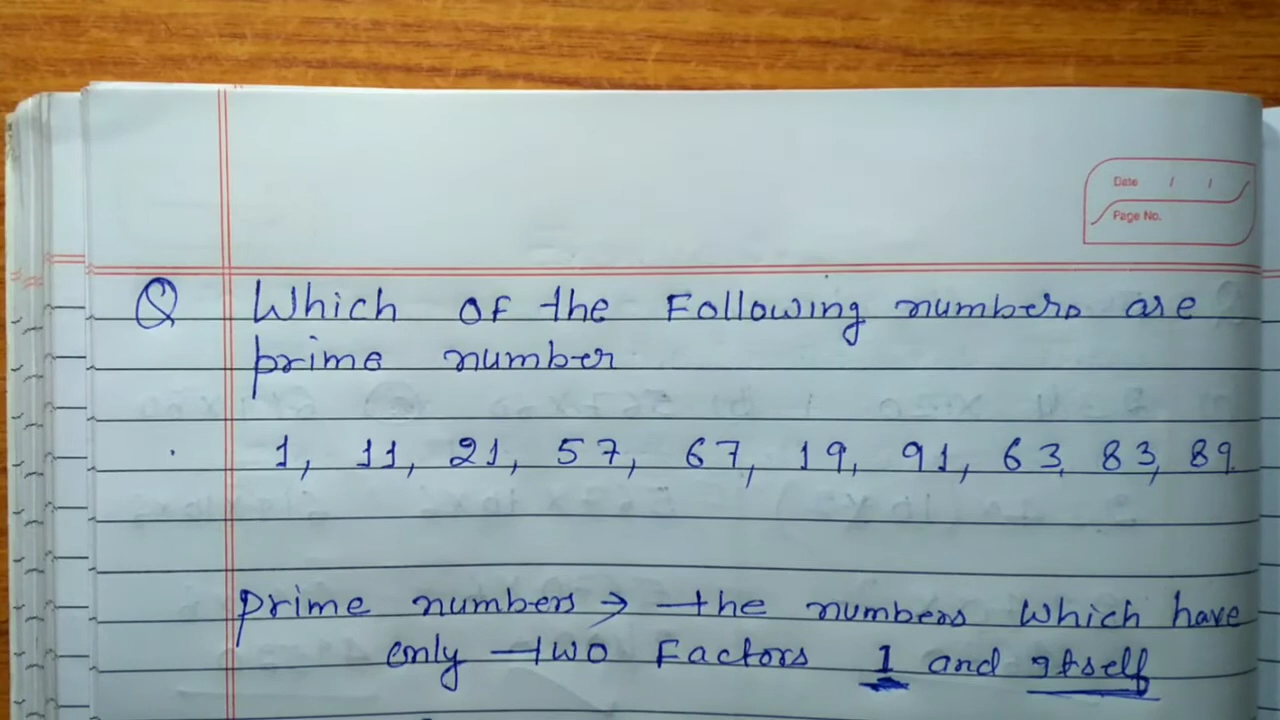 Date / /
Page No.
Q Which of the Following numbers are
prime number
1, 11, 21, 57, 67, 19, 91, 63, 83, 89.
prime numbers → the numbers which have
only two Factors 1 and itself